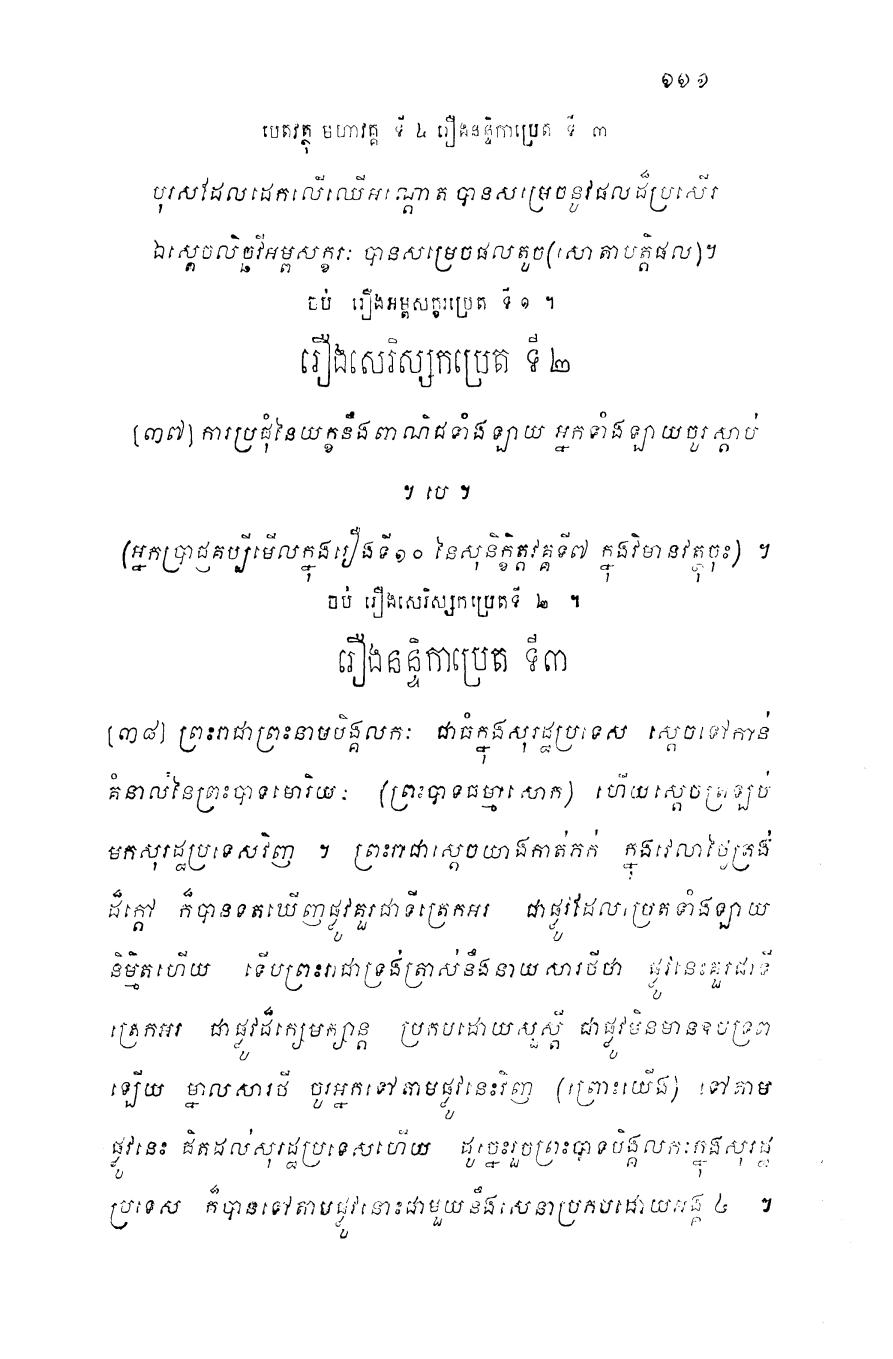 ១១១
បេតវត្ថុ មហាវគ្គ ទី ៤ រឿងនន្ទិកាប្រេត ទី ៣
បុរសដែលដេកលើឈើអណ្តោត បានសម្រេចនូវផលដ៏ប្រសើរ
ឯស្តេចលិច្ឆវីអម្ពសក្ខរៈ បានសម្រេចផលតូច(សោតាបត្តិផល)។
ចប់ រឿងអម្ពសក្ខរប្រេត ទី ១ ។
រឿងសេរិស្សកប្រេត ទី ២
[៣៧] ការប្រជុំនៃយក្ខនឹងពាណិជទាំងឡាយ អ្នកទាំងឡាយចូរស្តាប់
។ បេ ។
(អ្នកប្រាជ្ញគប្បីមើលក្នុងរឿងទី១០ នៃសុនិក្ខិត្តវគ្គទី៧ ក្នុងវិមានវត្ថុចុះ) ។
ចប់ រឿងសេរិស្សកប្រេតទី ២ ។
រឿងនន្ទិកាប្រេត ទី៣
[៣៨] ព្រះរាជាព្រះនាមបិង្គលកៈ ជាធំក្នុងសុរដ្ឋប្រទេស ស្តេចទៅកាន់
គំនាល់នៃព្រះបាទមោរិយៈ (ព្រះបាទធម្មាសោក) ហើយស្តេចត្រឡប់
មកសុរដ្ឋប្រទេសវិញ ។ ព្រះរាជាស្តេចយាងកាត់កក់ ក្នុងវេលាថ្ងៃត្រង់
ដ៏ក្តៅ ក៏បានទតឃើញផ្លូវគួរជាទីត្រេកអរ ជាផ្លូវដែលប្រេតទាំងឡាយ
និម្មិតហើយ ទើបព្រះរាជាទ្រង់ត្រាស់នឹងនាយសារថីថា ផ្លូវនេះគួរជាទី
ត្រេកអរ ជាផ្លូវដ៏ក្សេមក្សាន្ត ប្រកបដោយសួស្តី ជាផ្លូវមិនមានឧបទ្រព
ឡើយ ម្នាលសារថី ចូរអ្នកទៅតាមផ្លូវនេះវិញ (ព្រោះយើង) ទៅតាម
ផ្លូវនេះ ជិតដល់សុរដ្ឋប្រទេសហើយ ដូច្នេះរួចព្រះបាទបិង្គលកៈក្នុងសុរដ្ឋ
ប្រទេស ក៏បានទៅតាមផ្លូវនោះជាមួយនឹងសេនាប្រកបដោយអង្គ ៤ ។